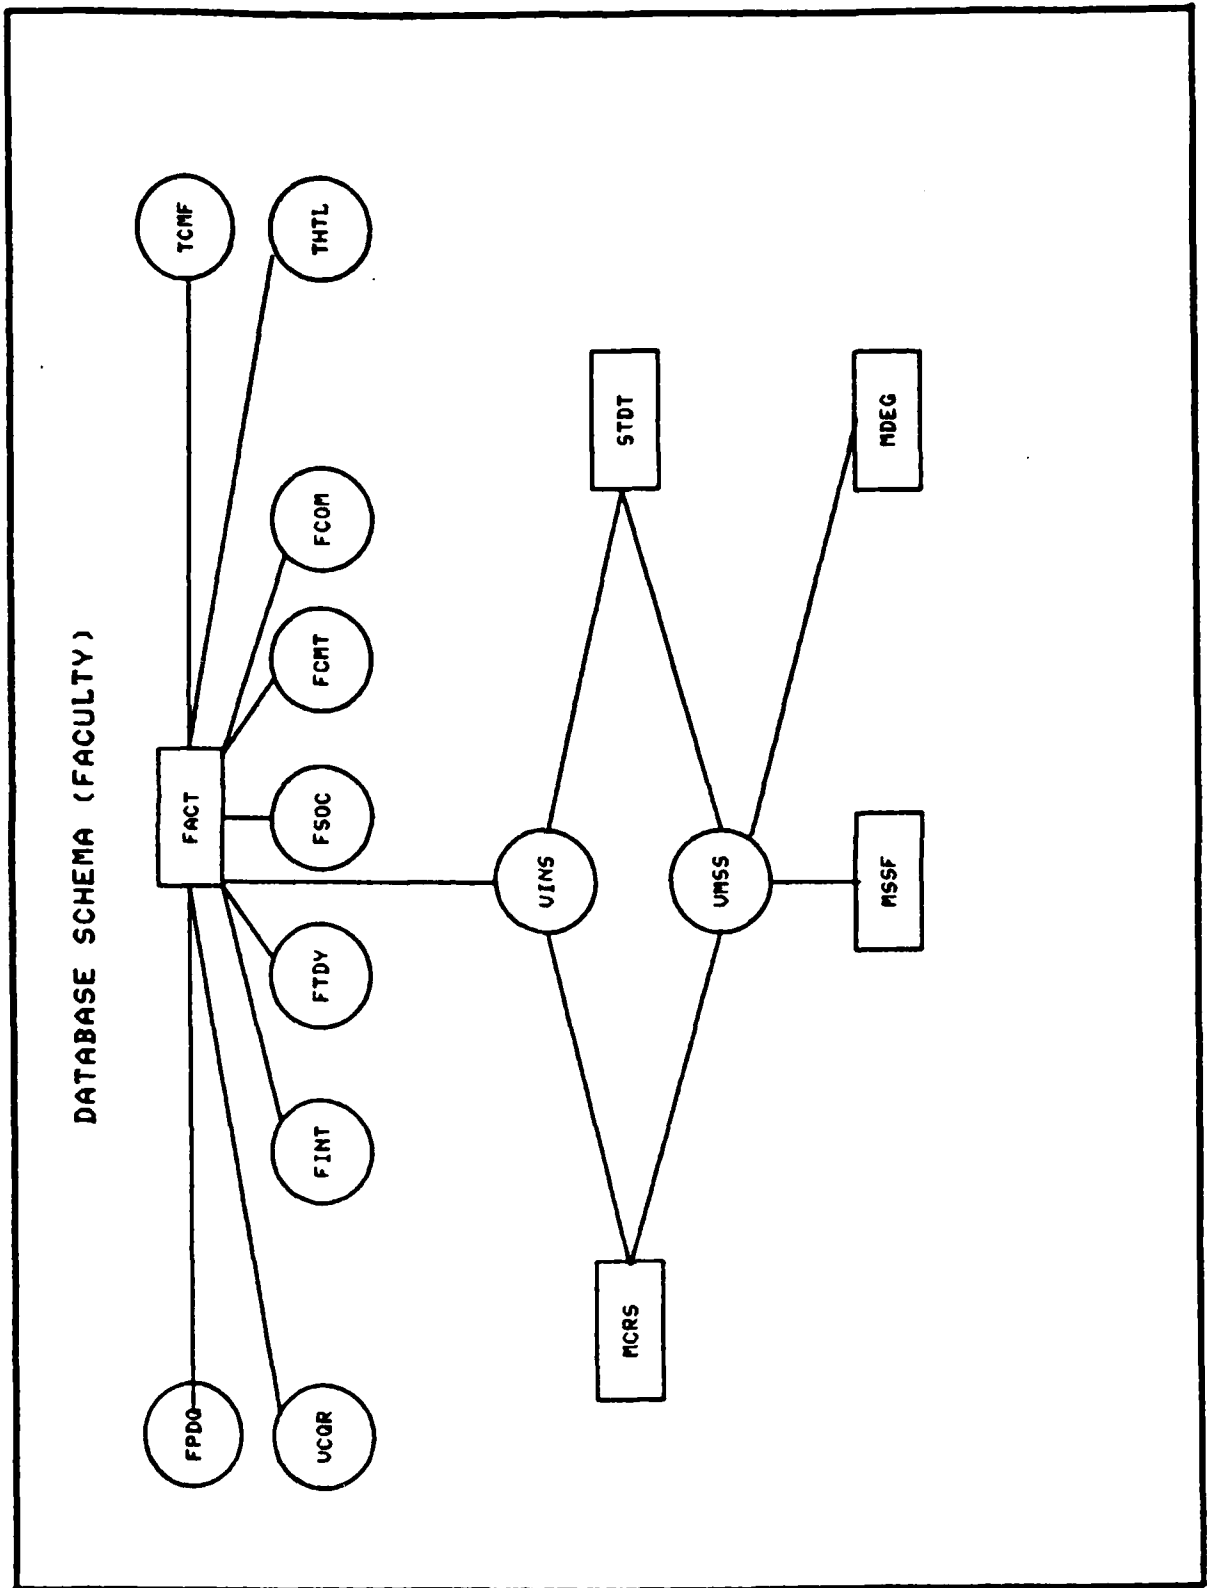 DATABASE SCHEMA (FACULTY)
FPDQ
FACT
TCMF
VCQR
FINT
FTDY
FSOC
FCMT
FCOM
THTL
VINS
MCRS
STDT
VMSS
MSSF
MDEG